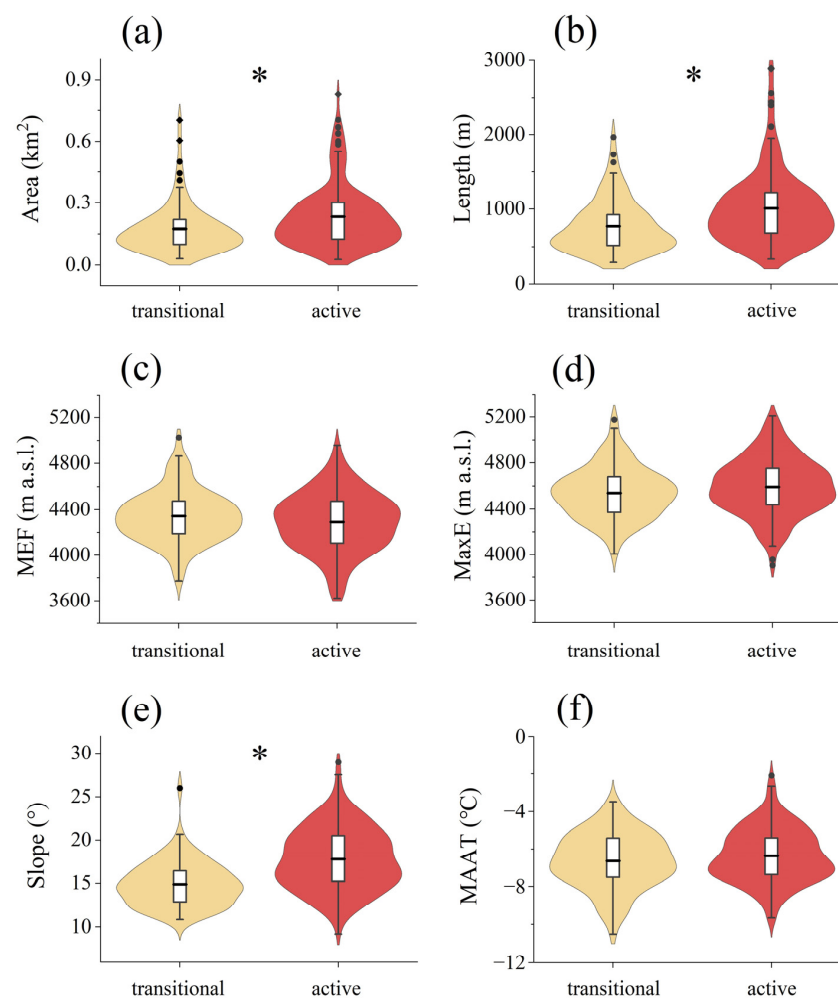 (a)
*
Area (km²)
0.9
0.6
0.3
0.0
transitional
active
(b)
*
Length (m)
3000
2000
1000
0
transitional
active
(c)
MEF (m a.s.l.)
5200
4800
4400
4000
3600
transitional
active
(d)
MaxE (m a.s.l.)
5200
4800
4400
4000
3600
transitional
active
(e)
*
Slope (°)
30
25
20
15
10
transitional
active
(f)
MAAT (°C)
0
−4
−8
−12
transitional
active